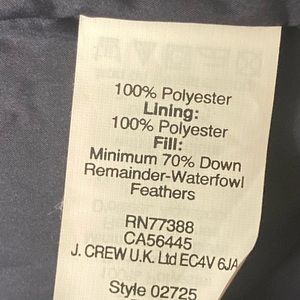 100% Polyester
Lining:
100% Polyester
Fill:
Minimum 70% Down
Remainder-Waterfowl
Feathers
RN77388
CA56445
J. CREW U.K. Ltd EC4V 6JA
Style 02725